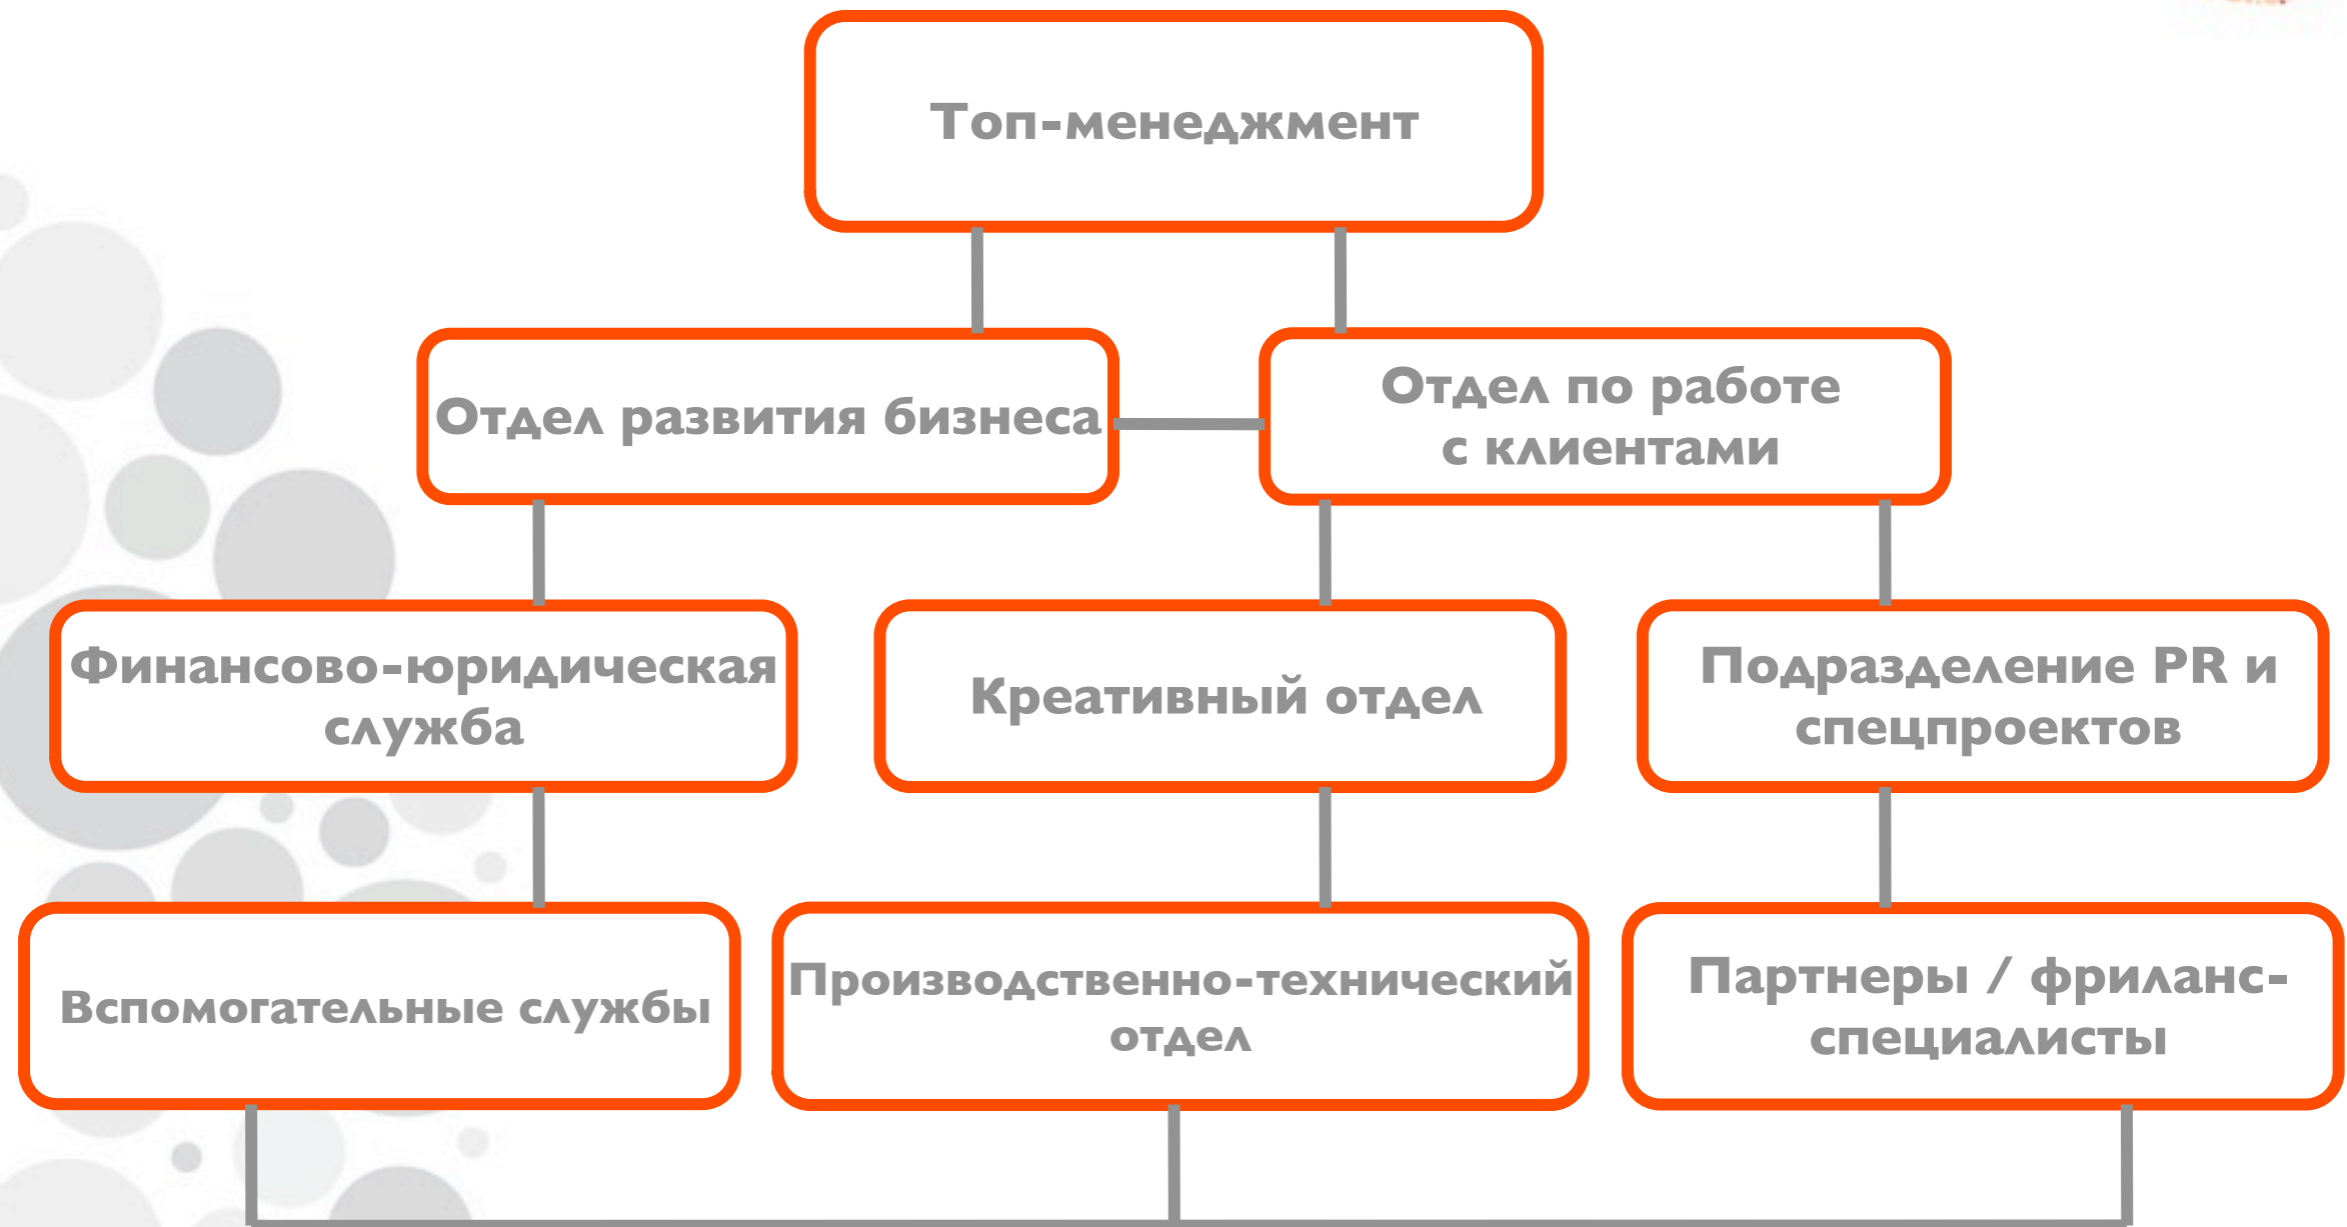 Топ-менеджмент
Отдел развития бизнеса
Отдел по работе
с клиентами
Финансово-юридическая
служба
Креативный отдел
Подразделение PR и
спецпроектов
Вспомогательные службы
Производственно-технический
отдел
Партнеры / фриланс-
специалисты